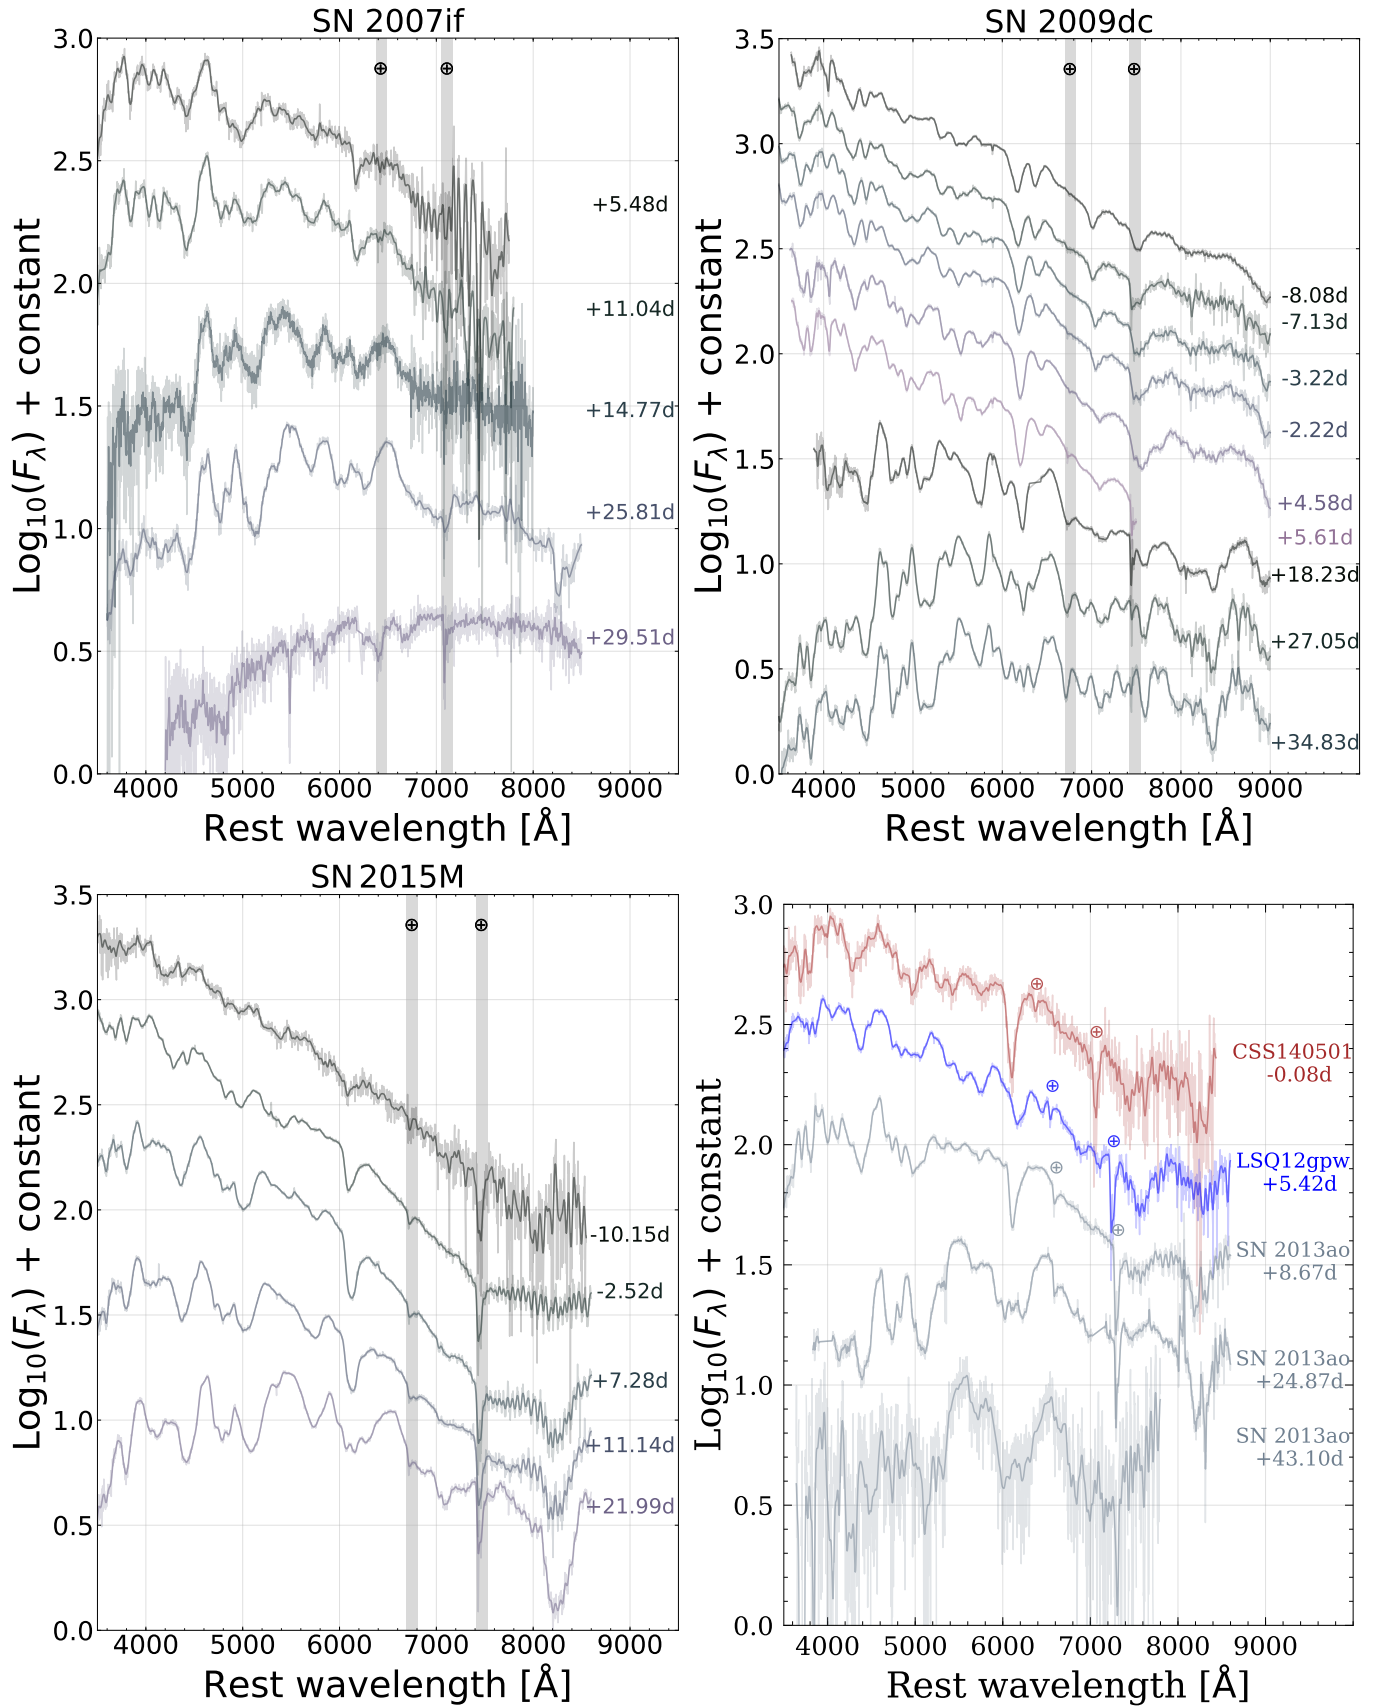 SN 2007if
3.0
2.5
2.0
1.5
1.0
0.5
0.0
Log₁₀(F_λ) + constant
⊕ ⊕
+5.48d
+11.04d
+14.77d
+25.81d
+29.51d
4000 5000 6000 7000 8000 9000
Rest wavelength [Å]
SN 2009dc
3.5
3.0
2.5
2.0
1.5
1.0
0.5
0.0
Log₁₀(F_λ) + constant
⊕ ⊕
-8.08d
-7.13d
-3.22d
-2.22d
+4.58d
+5.61d
+18.23d
+27.05d
+34.83d
4000 5000 6000 7000 8000 9000
Rest wavelength [Å]
SN 2015M
3.5
3.0
2.5
2.0
1.5
1.0
0.5
0.0
Log₁₀(F_λ) + constant
⊕ ⊕
-10.15d
-2.52d
+7.28d
+11.14d
+21.99d
4000 5000 6000 7000 8000 9000
Rest wavelength [Å]
3.0
2.5
2.0
1.5
1.0
0.5
0.0
Log₁₀(F_λ) + constant
⊕ ⊕
⊕ ⊕
⊕ ⊕
CSS140501
-0.08d
LSQ12gpw
+5.42d
SN 2013ao
+8.67d
SN 2013ao
+24.87d
SN 2013ao
+43.10d
4000 5000 6000 7000 8000 9000
Rest wavelength [Å]